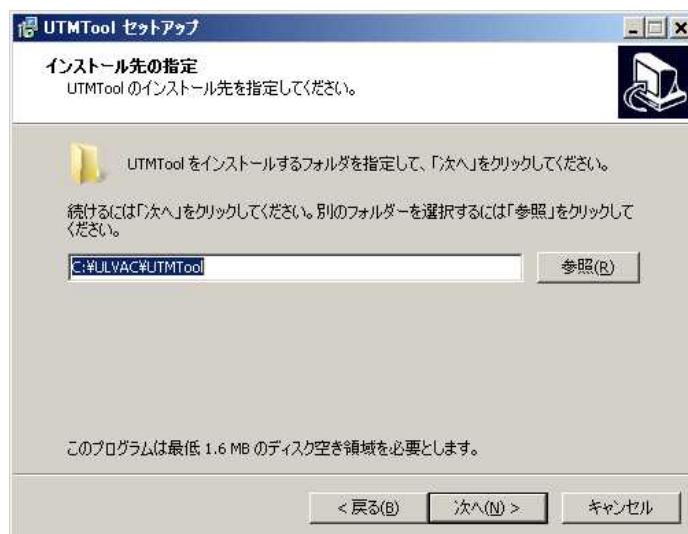 UTMTool セットアップ
インストール先の指定
UTMTool のインストール先を指定してください。
UTMTool をインストールするフォルダを指定して、「次へ」をクリックしてください。
続けるには「次へ」をクリックしてください。別のフォルダーを選択するには「参照」をクリックして
ください。
C:¥ULVAC¥UTMTool
参照(R)
このプログラムは最低 1.6 MB のディスク空き領域を必要とします。
< 戻る(B)
次へ(N) >
キャンセル